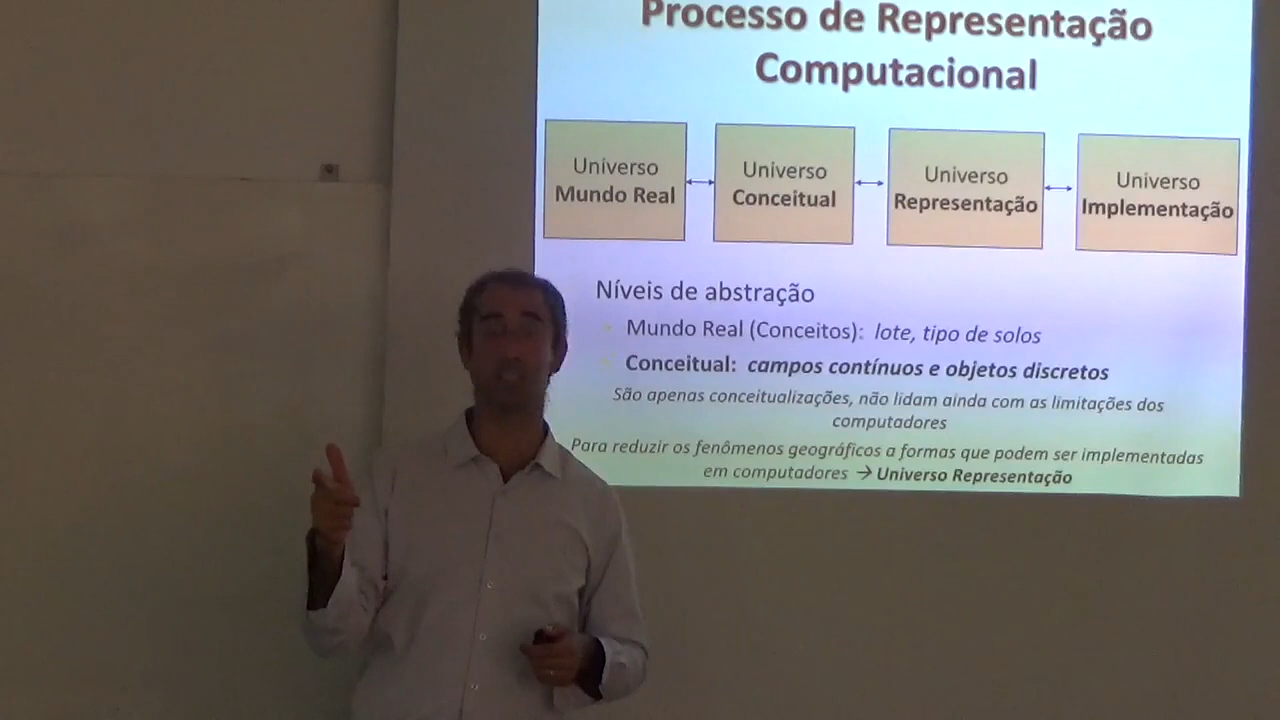 Processo de Representação
Computacional
Universo
Mundo Real
Universo
Conceitual
Universo
Representação
Universo
Implementação
Níveis de abstração
Mundo Real (Conceitos): lote, tipo de solos
Conceitual: campos contínuos e objetos discretos
São apenas conceitualizações, não lidam ainda com as limitações dos
computadores
Para reduzir os fenômenos geográficos a formas que podem ser implementadas
em computadores → Universo Representação